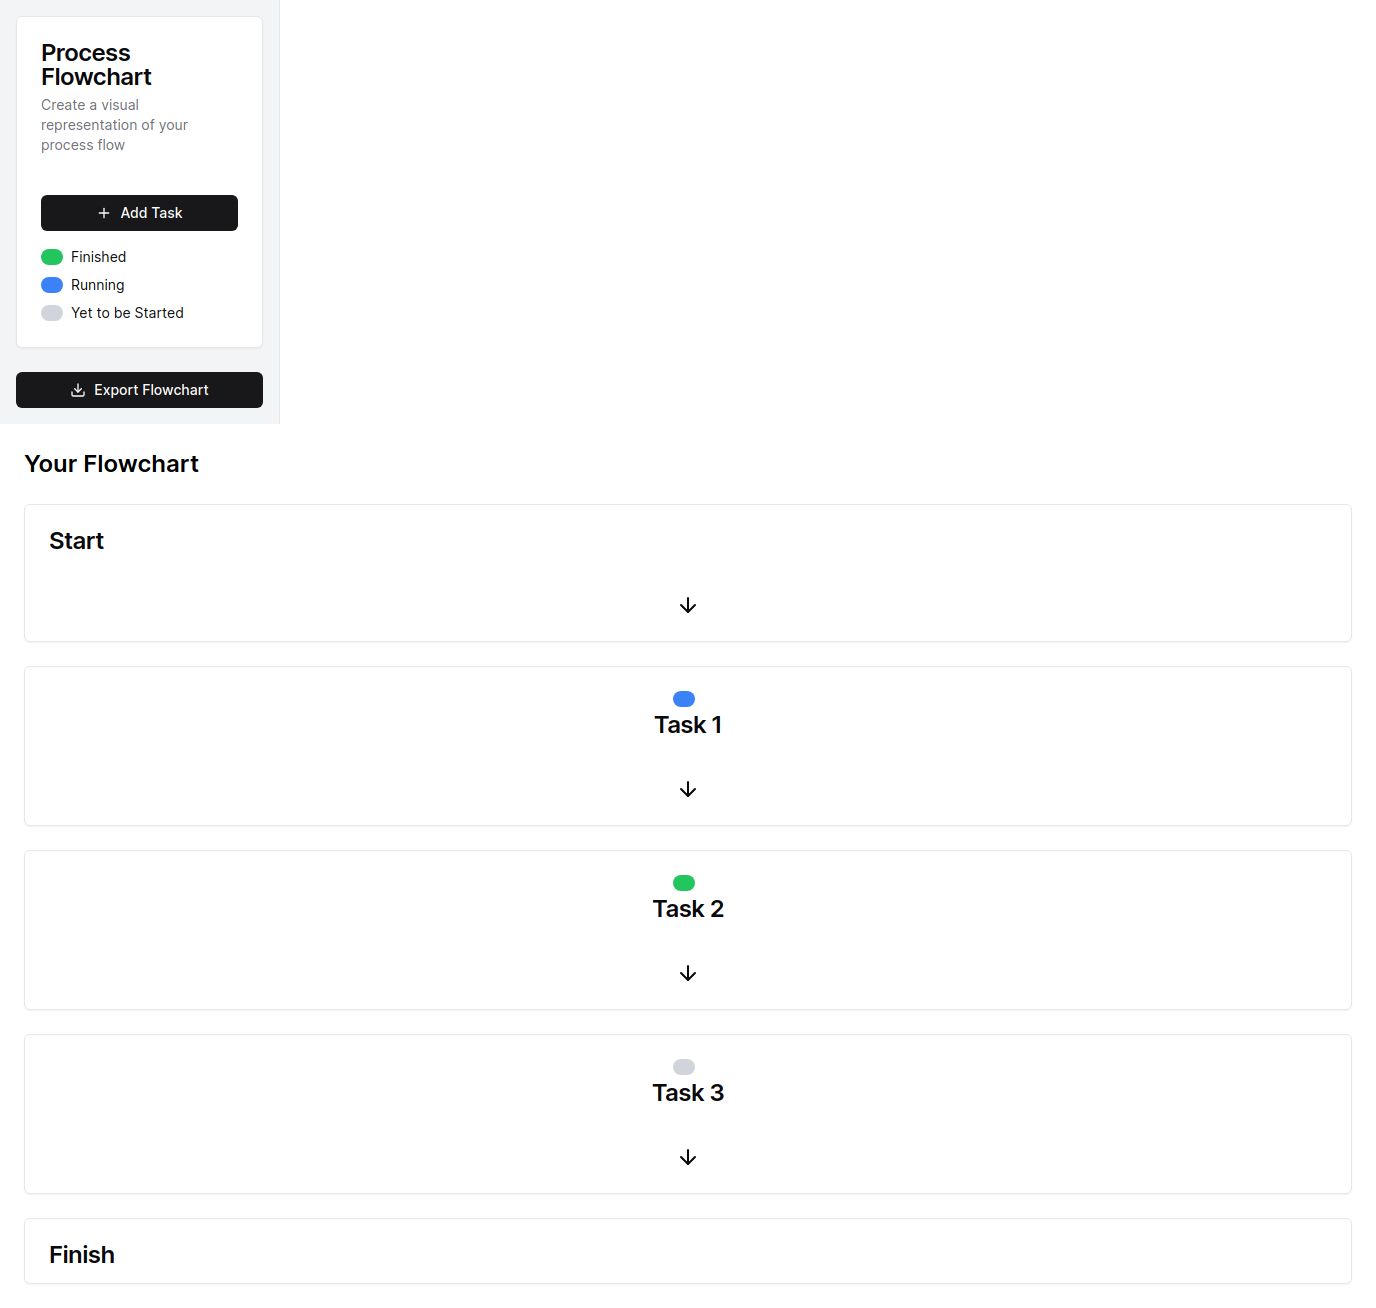 Process
Flowchart
Create a visual
representation of your
process flow
Add Task
Finished
Running
Yet to be Started
Export Flowchart
Your Flowchart
Start
Task 1
Task 2
Task 3
Finish